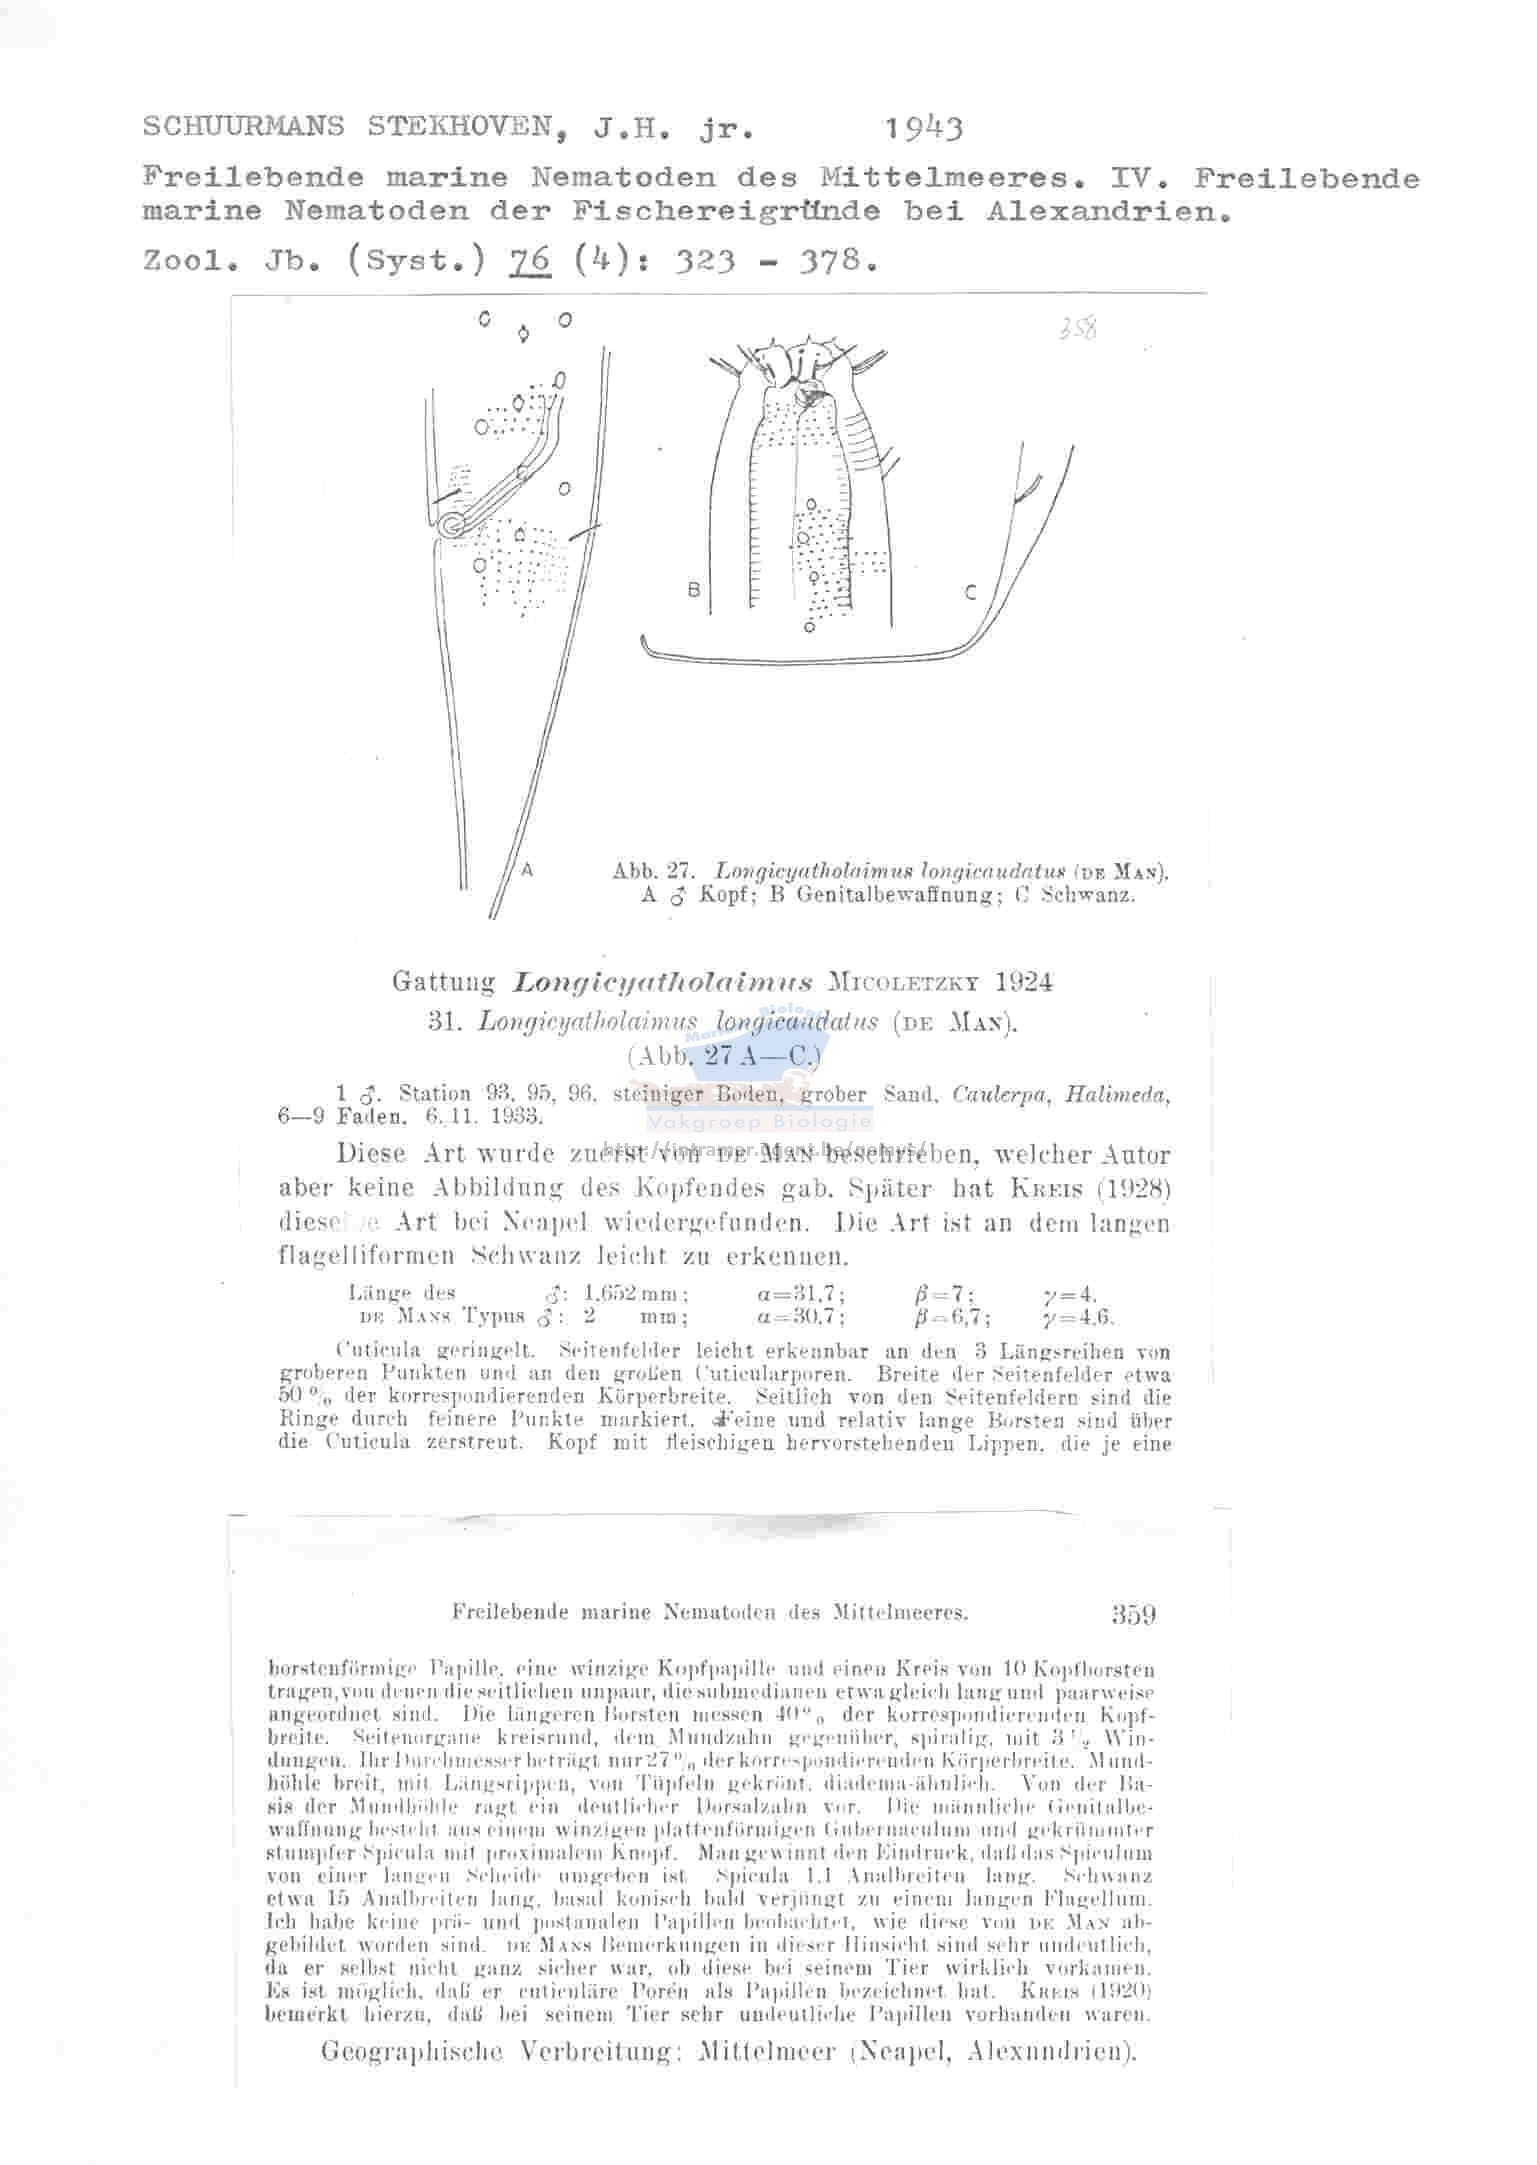 SCHUURMANS STEKHOVEN, J.H. jr. 1943
Freilebende marine Nematoden des Mittelmeeres. IV. Freilebende
marine Nematoden der Fischereigründe bei Alexandrien.
Zool. Jb. (Syst.) 76 (4): 323 - 378.
358
B
C
A
Abb. 27. Longicyatholaimus longicaudatus (DE MAN).
A ♂ Kopf; B Genitalbewaffnung; C Schwanz.
Gattung Longicyatholaimus MICOLETZKY 1924
31. Longicyatholaimus longicaudatus (DE MAN).
(Abb. 27 A—C.)
Marine Biology
1 ♂. Station 93, 95, 96, steiniger Boden, grober Sand, Caulerpa, Halimeda,
6—9 Faden, 6. 11. 1933.
Vakgroep Biologie
http://intramar.ugent.be/nemys/
Diese Art wurde zuerst von DE MAN beschrieben, welcher Autor
aber keine Abbildung des Kopfendes gab. Später hat KREIS (1928)
diese Art bei Neapel wiedergefunden. Die Art ist an dem langen
flagelliformen Schwanz leicht zu erkennen.
Länge des ♂: 1,652 mm; α=31,7; β=7; γ=4.
DE MANS Typus ♂: 2 mm; α=30,7; β=6,7; γ=4,6.
Cuticula geringelt. Seitenfelder leicht erkennbar an den 3 Längsreihen von
groberen Punkten und an den großen Cuticularporen. Breite der Seitenfelder etwa
50 % der korrespondierenden Körperbreite. Seitlich von den Seitenfeldern sind die
Ringe durch feinere Punkte markiert. Feine und relativ lange Borsten sind über
die Cuticula zerstreut. Kopf mit fleischigen hervorstehenden Lippen, die je eine
Freilebende marine Nematoden des Mittelmeeres. 359
borstenförmige Papille, eine winzige Kopfpapille und einen Kreis von 10 Kopfborsten
tragen, von denen die seitlichen unpaar, die submedianen etwa gleich lang und paarweise
angeordnet sind. Die längeren Borsten messen 40% der korrespondierenden Kopf-
breite. Seitenorgane kreisrund, dem Mundzahn gegenüber, spiralig, mit 3 1/2 Win-
dungen. Ihr Durchmesser beträgt nur 27% der korrespondierenden Körperbreite. Mund-
höhle breit, mit Längsrippen, von Tüpfeln gekrönt, diadema-ähnlich. Von der Ba-
sis der Mundhöhle ragt ein deutlicher Dorsalzahn vor. Die männliche Genitalbe-
waffnung besteht aus einem winzigen plattenförmigen Gubernaculum und gekrümmter
stumpfer Spicula mit proximalem Knopf. Man gewinnt den Eindruck, daß das Spiculum
von einer langen Scheide umgeben ist. Spicula 1,1 Analbreiten lang. Schwanz
etwa 15 Analbreiten lang, basal konisch bald verjüngt zu einem langen Flagellum.
Ich habe keine prä- und postanalen Papillen beobachtet, wie diese von DE MAN ab-
gebildet worden sind. DE MANS Bemerkungen in dieser Hinsicht sind sehr undeutlich,
da er selbst nicht ganz sicher war, ob diese bei seinem Tier wirklich vorkamen.
Es ist möglich, daß er cuticuläre Poren als Papillen bezeichnet hat. KREIS (1920)
bemerkt hierzu, daß bei seinem Tier sehr undeutliche Papillen vorhanden waren.
Geographische Verbreitung: Mittelmeer (Neapel, Alexandrien).